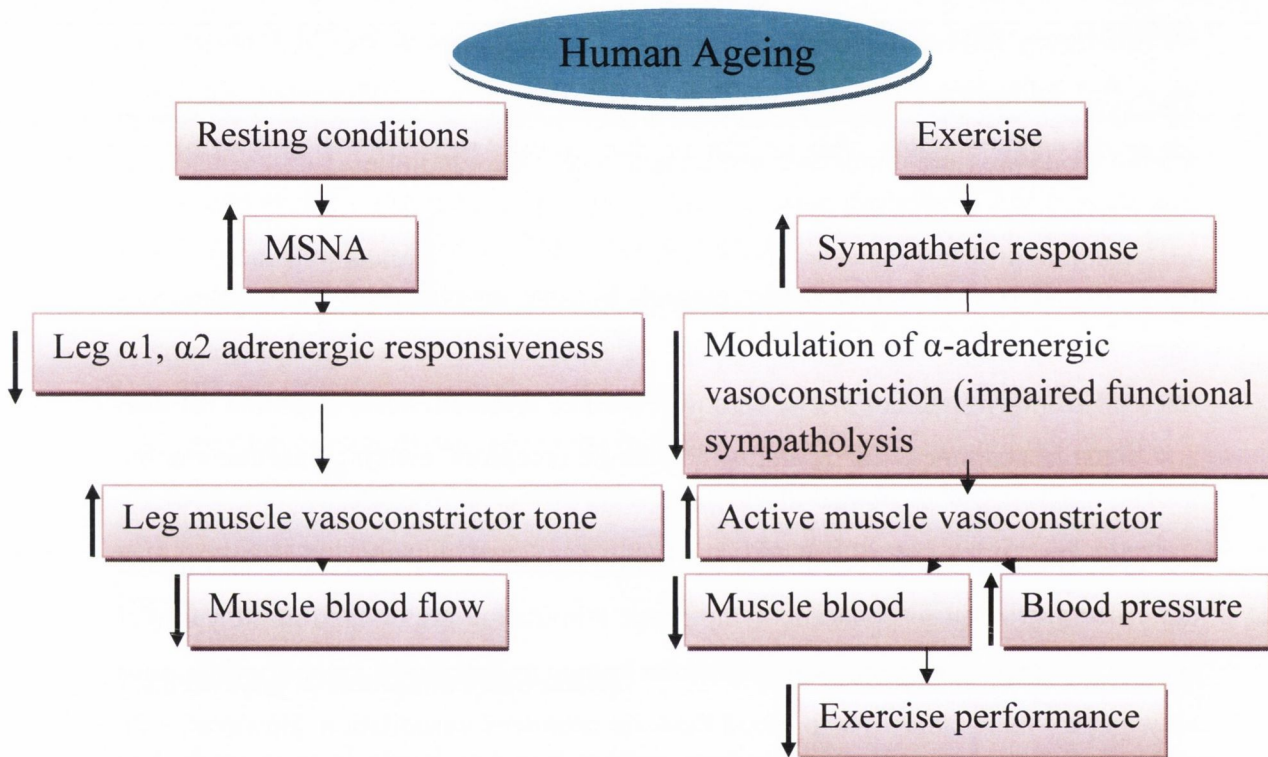 Human Ageing
Resting conditions
MSNA
Leg α1, α2 adrenergic responsiveness
Leg muscle vasoconstrictor tone
Muscle blood flow
Exercise
Sympathetic response
Modulation of α-adrenergic
vasoconstriction (impaired functional
sympatholysis
Active muscle vasoconstrictor
Muscle blood
Blood pressure
Exercise performance